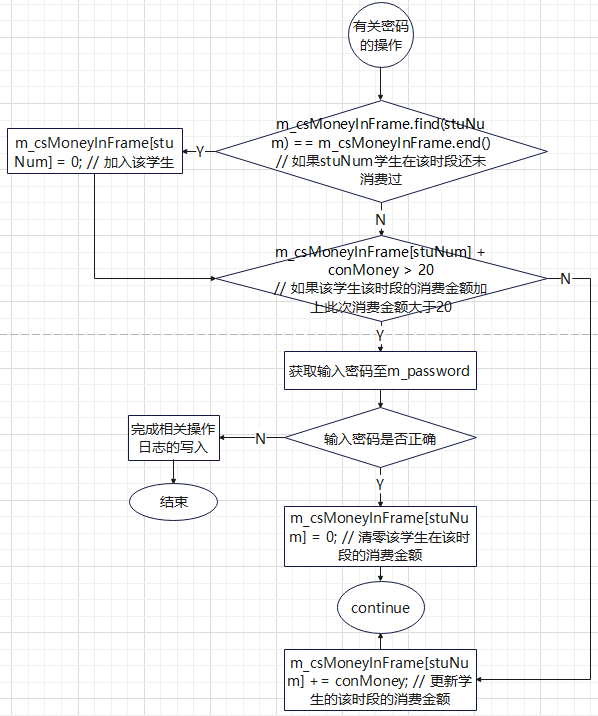 有关密码
的操作
m_csMoneyInFrame.find(stuNu
m) == m_csMoneyInFrame.end()
// 如果stuNum学生在该时段还未
消费过
Y
m_csMoneyInFrame[stu
Num] = 0; // 加入该学生
N
m_csMoneyInFrame[stuNum] +
conMoney > 20
// 如果该学生该时段的消费金额加
上此次消费金额大于20
N
Y
获取输入密码至m_password
输入密码是否正确
N
完成相关操作
日志的写入
结束
Y
m_csMoneyInFrame[stuNu
m] = 0; // 清零该学生在该时
段的消费金额
continue
m_csMoneyInFrame[stuNu
m] += conMoney; // 更新学
生的该时段的消费金额